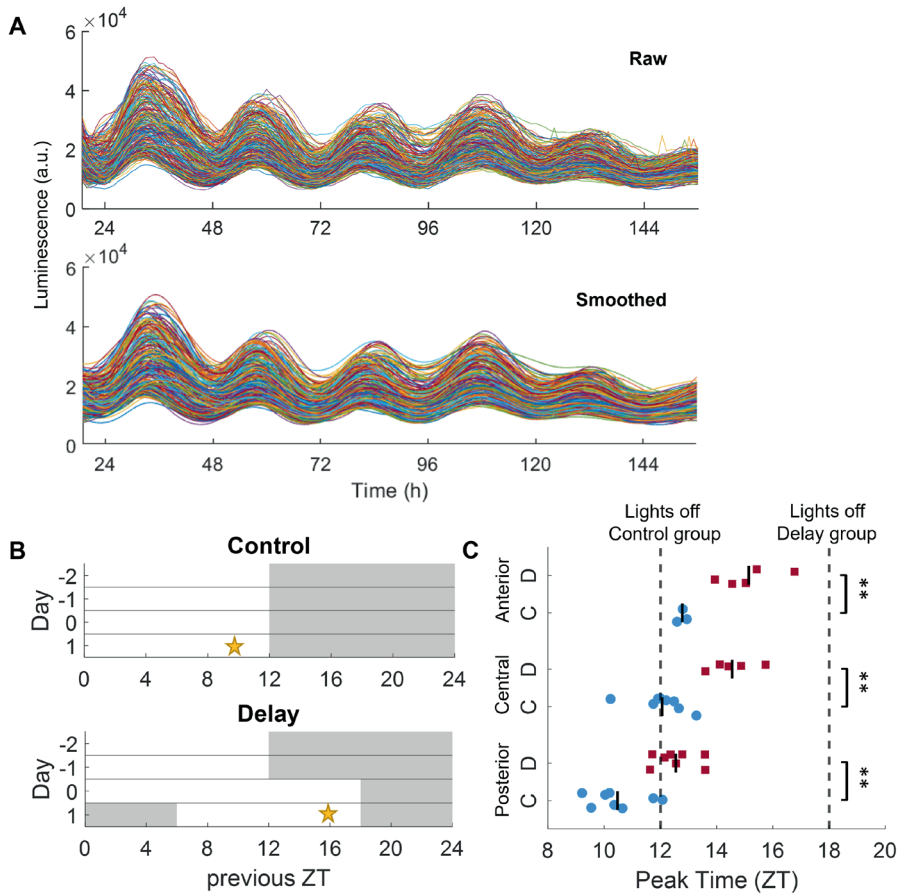 A
×10⁴
6
4
2
0
Raw
24 48 72 96 120 144
Luminescence (a.u.)
×10⁴
6
4
2
0
Smoothed
24 48 72 96 120 144
Time (h)
B
Control
Day
-2
-1
0
1
0 4 8 12 16 20 24
Delay
Day
-2
-1
0
1
0 4 8 12 16 20 24
previous ZT
C
Lights off
Control group
Lights off
Delay group
Anterior
D
C
**
Central
D
C
**
Posterior
D
C
**
8 10 12 14 16 18 20
Peak Time (ZT)